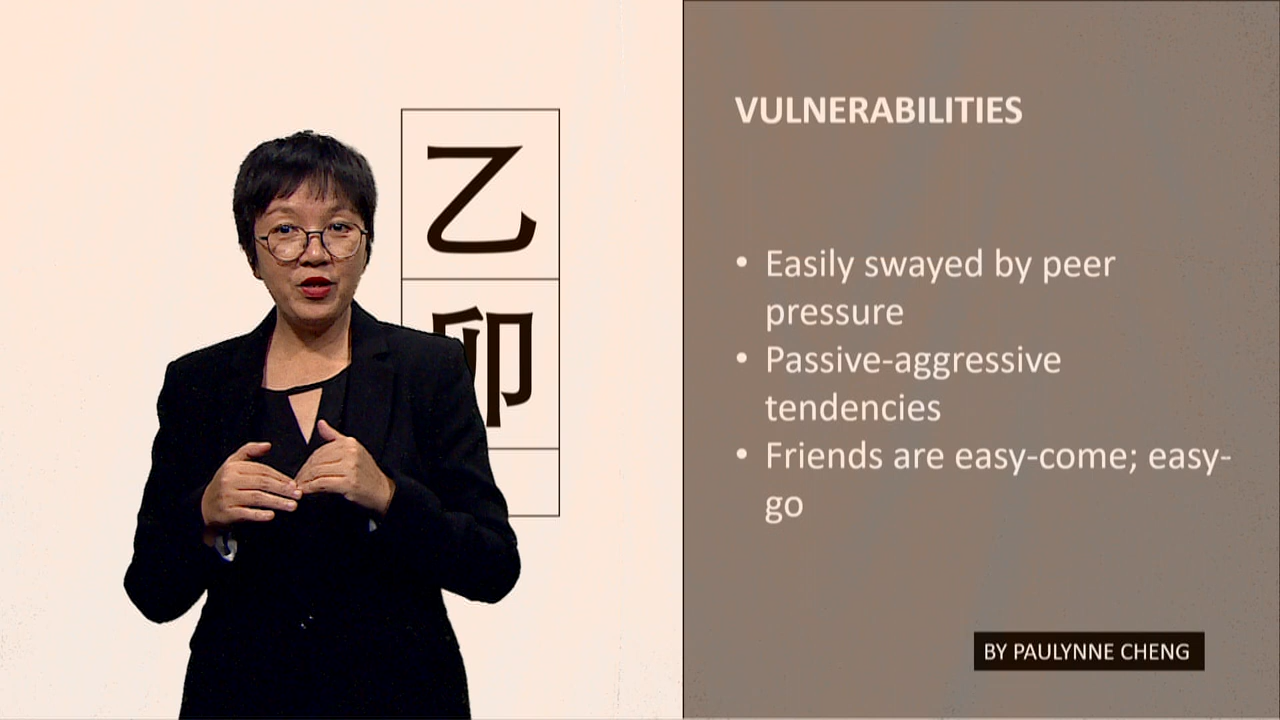 乙
卯
VULNERABILITIES
• Easily swayed by peer
pressure
• Passive-aggressive
tendencies
• Friends are easy-come; easy-
go
BY PAULYNNE CHENG